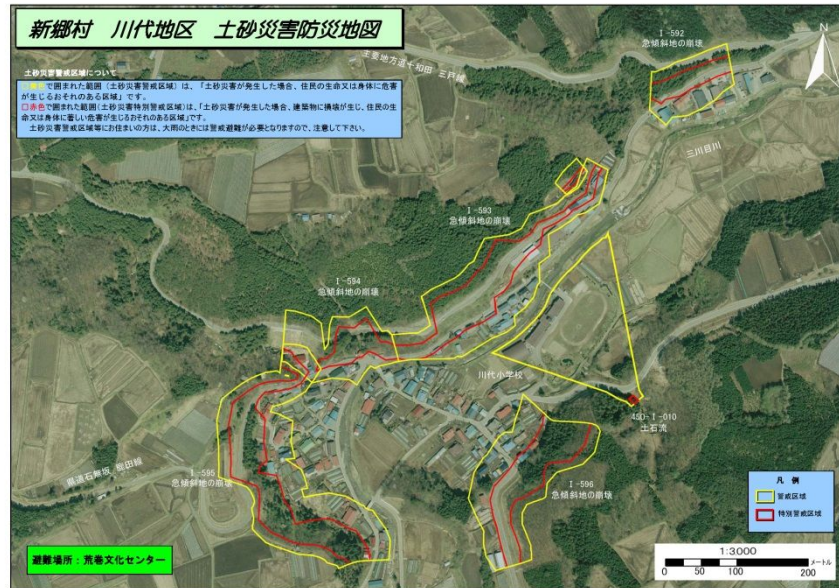 新郷村 川代地区 土砂災害防災地図
土砂災害警戒区域について
□黄色で囲まれた範囲(土砂災害警戒区域)は、「土砂災害が発生した場合、住民の生命又は身体に危害
が生じるおそれのある区域」です。
□赤色で囲まれた範囲(土砂災害特別警戒区域)は、「土砂災害が発生した場合、建築物に損壊が生じ、住民の生
命又は身体に著しい危害が生じるおそれのある区域」です。
土砂災害警戒区域等にお住まいの方は、大雨のときには警戒避難が必要となりますので、注意して下さい。
主要地方道十和田 三戸線
Ⅰ-592
急傾斜地の崩壊
N
三川目川
Ⅰ-593
急傾斜地の崩壊
Ⅰ-594
急傾斜地の崩壊
川代小学校
450-Ⅰ-010
土石流
県道石無坂
Ⅰ-595
急傾斜地の崩壊
Ⅰ-596
急傾斜地の崩壊
凡 例
警戒区域
特別警戒区域
避難場所:荒巻文化センター
1:3,000
0 50 100 200 メートル